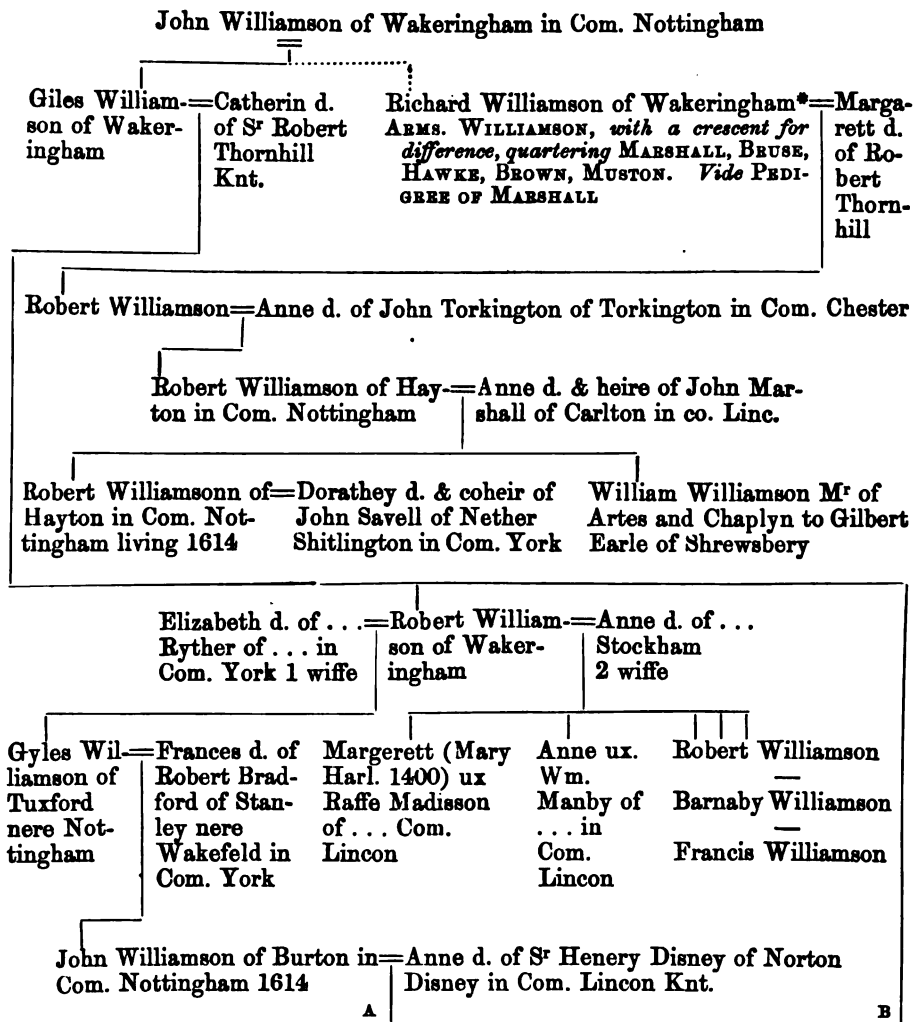 John Williamson of Wakeringham in Com. Nottingham
Giles William-=Catherin d.
son of Waker- of Sr Robert
ingham Thornhill
Knt.
Richard Williamson of Wakeringham*=Marga-
ARMS. WILLIAMSON, with a crescent for rett d.
difference, quartering MARSHALL, BRUSE, of Ro-
HAWKE, BROWN, MUSTON. Vide PEDI- bert
GREE OF MARSHALL Thorn-
hill
Robert Williamson=Anne d. of John Torkington of Torkington in Com. Chester
Robert Williamson of Hay-=Anne d. & heire of John Mar-
ton in Com. Nottingham shall of Carlton in co. Linc.
Robert Williamsonn of=Dorathey d. & coheir of
Hayton in Com. Not- John Savell of Nether
tingham living 1614 Shitlington in Com. York
William Williamson Mr of
Artes and Chaplyn to Gilbert
Earle of Shrewsbery
Elizabeth d. of . . .=Robert William-=Anne d. of . . .
Ryther of . . . in son of Waker- Stockham
Com. York 1 wiffe ingham 2 wiffe
Gyles Wil-=Frances d. of
liamson of Robert Brad-
Tuxford ford of Stan-
nere Not- ley nere
tingham Wakefeld in
Com. York
Margerett (Mary
Harl. 1400) ux
Raffe Madisson
of . . . Com.
Lincon
Anne ux.
Wm.
Manby of
. . . in
Com.
Lincon
Robert Williamson
—
Barnaby Williamson
—
Francis Williamson
John Williamson of Burton in=Anne d. of Sr Henery Disney of Norton
Com. Nottingham 1614 Disney in Com. Lincon Knt.
A B